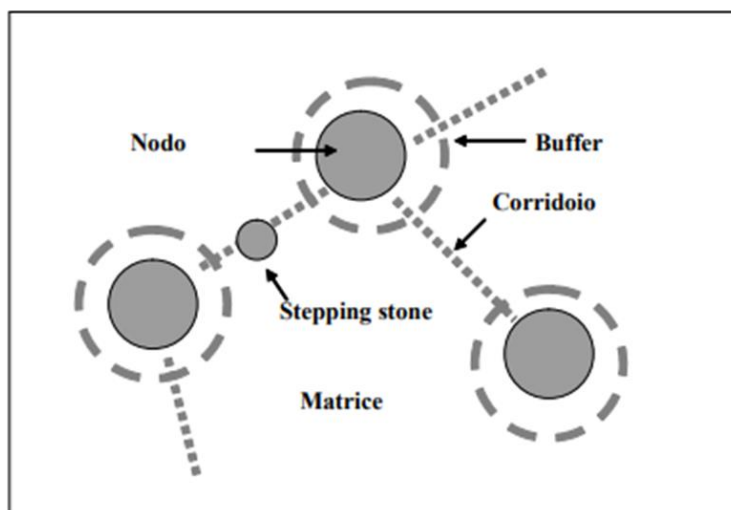 Nodo
Buffer
Corridoio
Stepping stone
Matrice